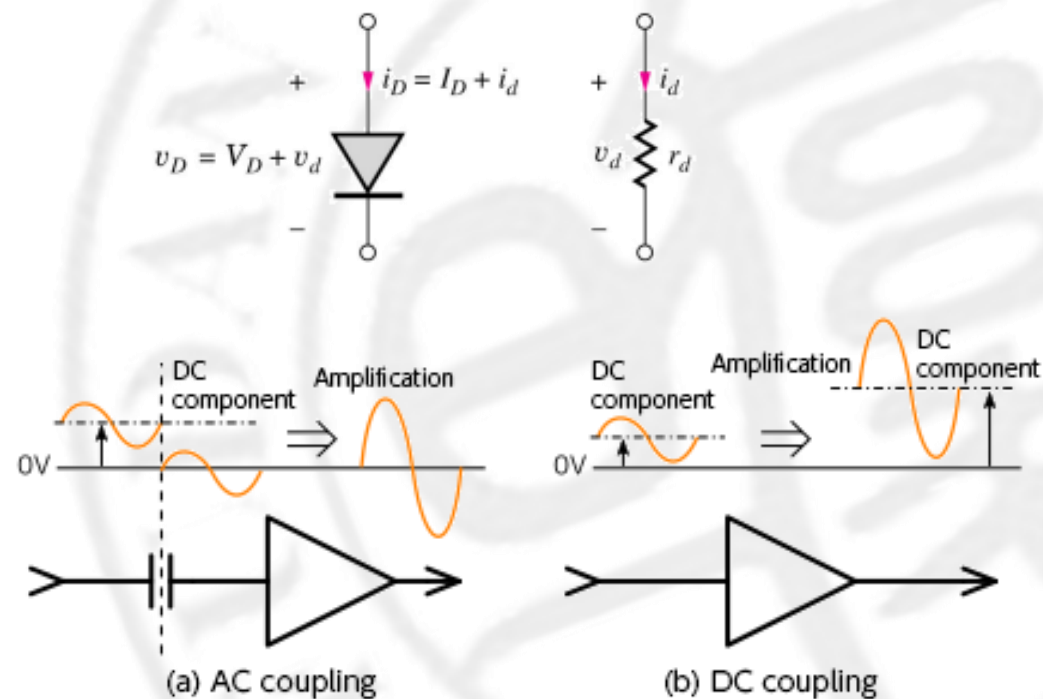 +
i_D = I_D + i_d
v_D = V_D + v_d
−
+
i_d
v_d
r_d
−
DC
component
Amplification
0V
(a) AC coupling
DC
component
Amplification
DC
component
0V
(b) DC coupling